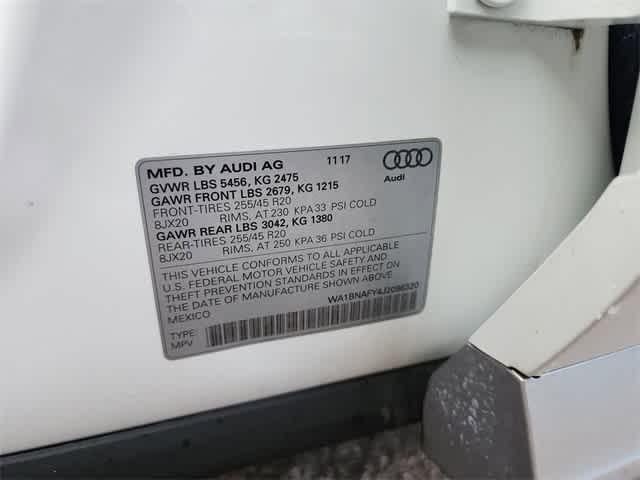 MFD. BY AUDI AG 11 17
GVWR LBS 5456, KG 2475
GAWR FRONT LBS 2679, KG 1215
FRONT-TIRES 255/45 R20
8JX20 RIMS, AT 230 KPA 33 PSI COLD
GAWR REAR LBS 3042, KG 1380
REAR-TIRES 255/45 R20
8JX20 RIMS, AT 250 KPA 36 PSI COLD
THIS VEHICLE CONFORMS TO ALL APPLICABLE
U.S. FEDERAL MOTOR VEHICLE SAFETY AND
THEFT PREVENTION STANDARDS IN EFFECT ON
THE DATE OF MANUFACTURE SHOWN ABOVE.
MEXICO WA1BNAFY4J2096320
TYPE:
MPV
Audi